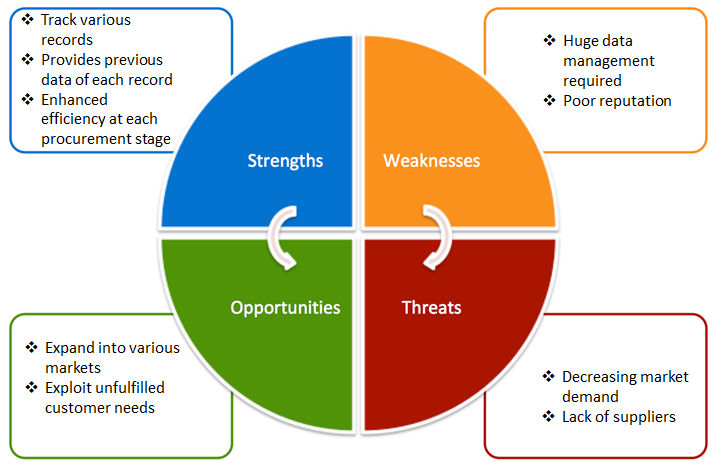 ❖ Track various
records
❖ Provides previous
data of each record
❖ Enhanced
efficiency at each
procurement stage
❖ Huge data
management
required
❖ Poor reputation
Strengths
Weaknesses
Opportunities
Threats
❖ Expand into various
markets
❖ Exploit unfulfilled
customer needs
❖ Decreasing market
demand
❖ Lack of suppliers